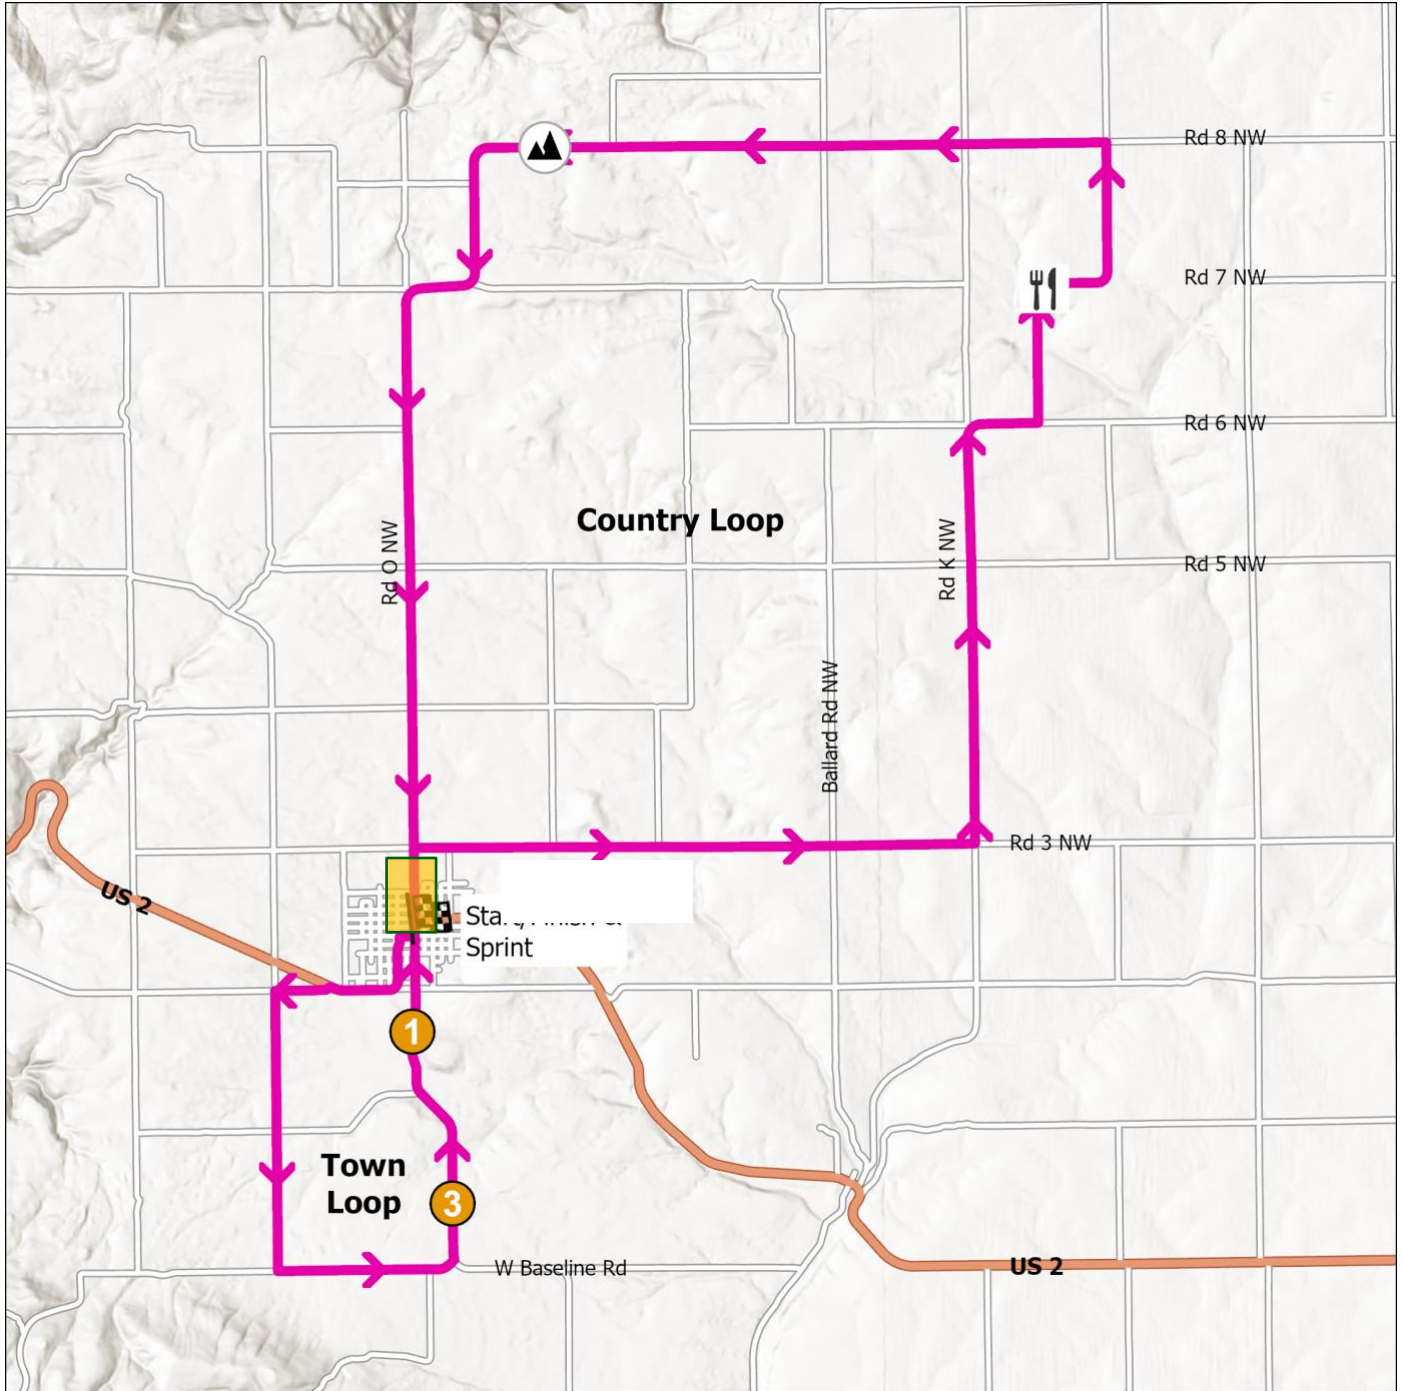 Rd 8 NW
Rd 7 NW
Rd 6 NW
Country Loop
Rd O NW
Rd K NW
Rd 5 NW
Ballard Rd NW
Rd 3 NW
US 2
Sprint
1
Town
Loop
3
W Baseline Rd
US 2